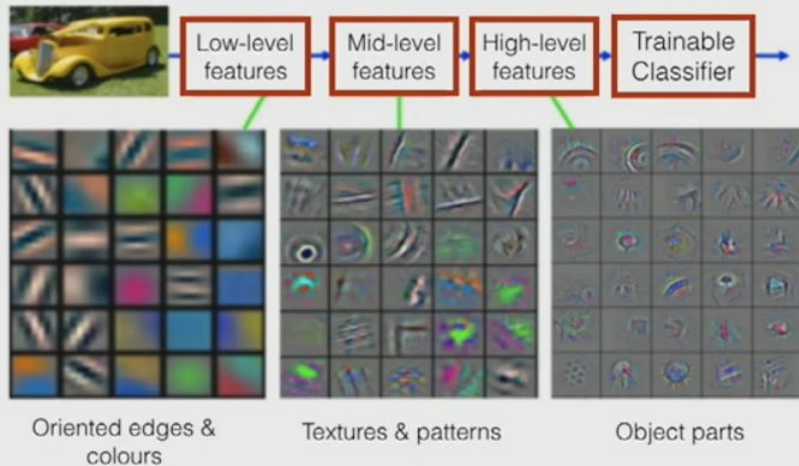 Low-level
features
Mid-level
features
High-level
features
Trainable
Classifier
Oriented edges &
colours
Textures & patterns
Object parts